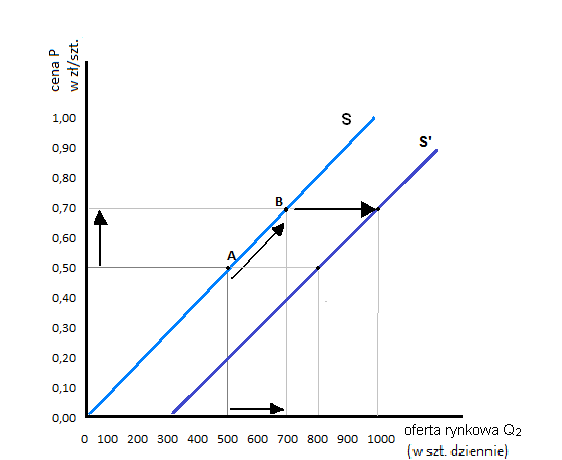 cena P
w zł/szt.
1,00
0,90
0,80
0,70
0,60
0,50
0,40
0,30
0,20
0,10
0,00
S
S'
B
A
0 100 200 300 400 500 600 700 800 900 1000
oferta rynkowa Q2
(w szt. dziennie)